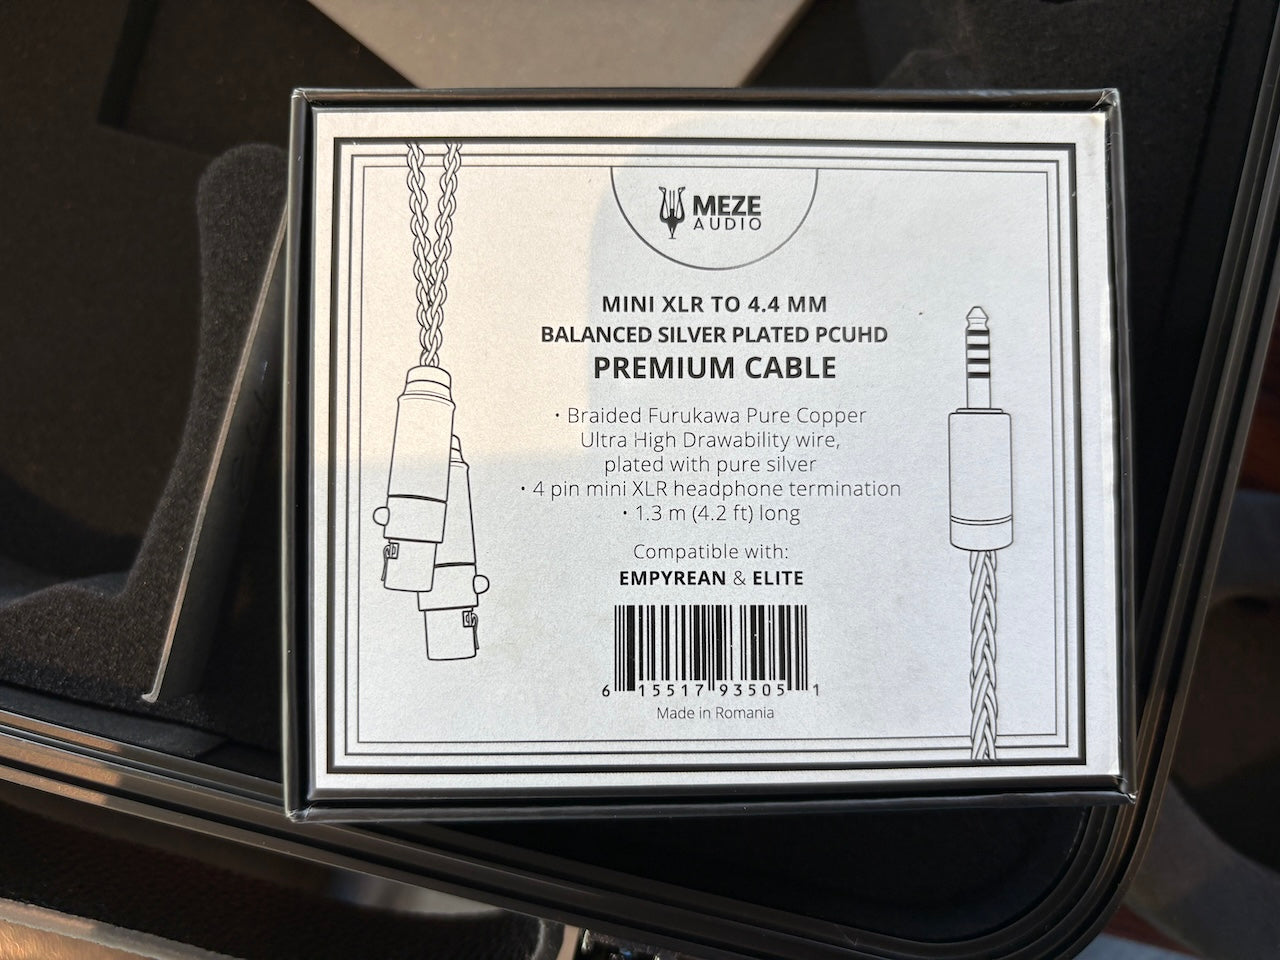 MEZE
AUDIO
MINI XLR TO 4.4 MM
BALANCED SILVER PLATED PCUHD
PREMIUM CABLE
• Braided Furukawa Pure Copper
Ultra High Drawability wire,
plated with pure silver
• 4 pin mini XLR headphone termination
• 1.3 m (4.2 ft) long
Compatible with:
EMPYREAN & ELITE
6 15517 93505 1
Made in Romania